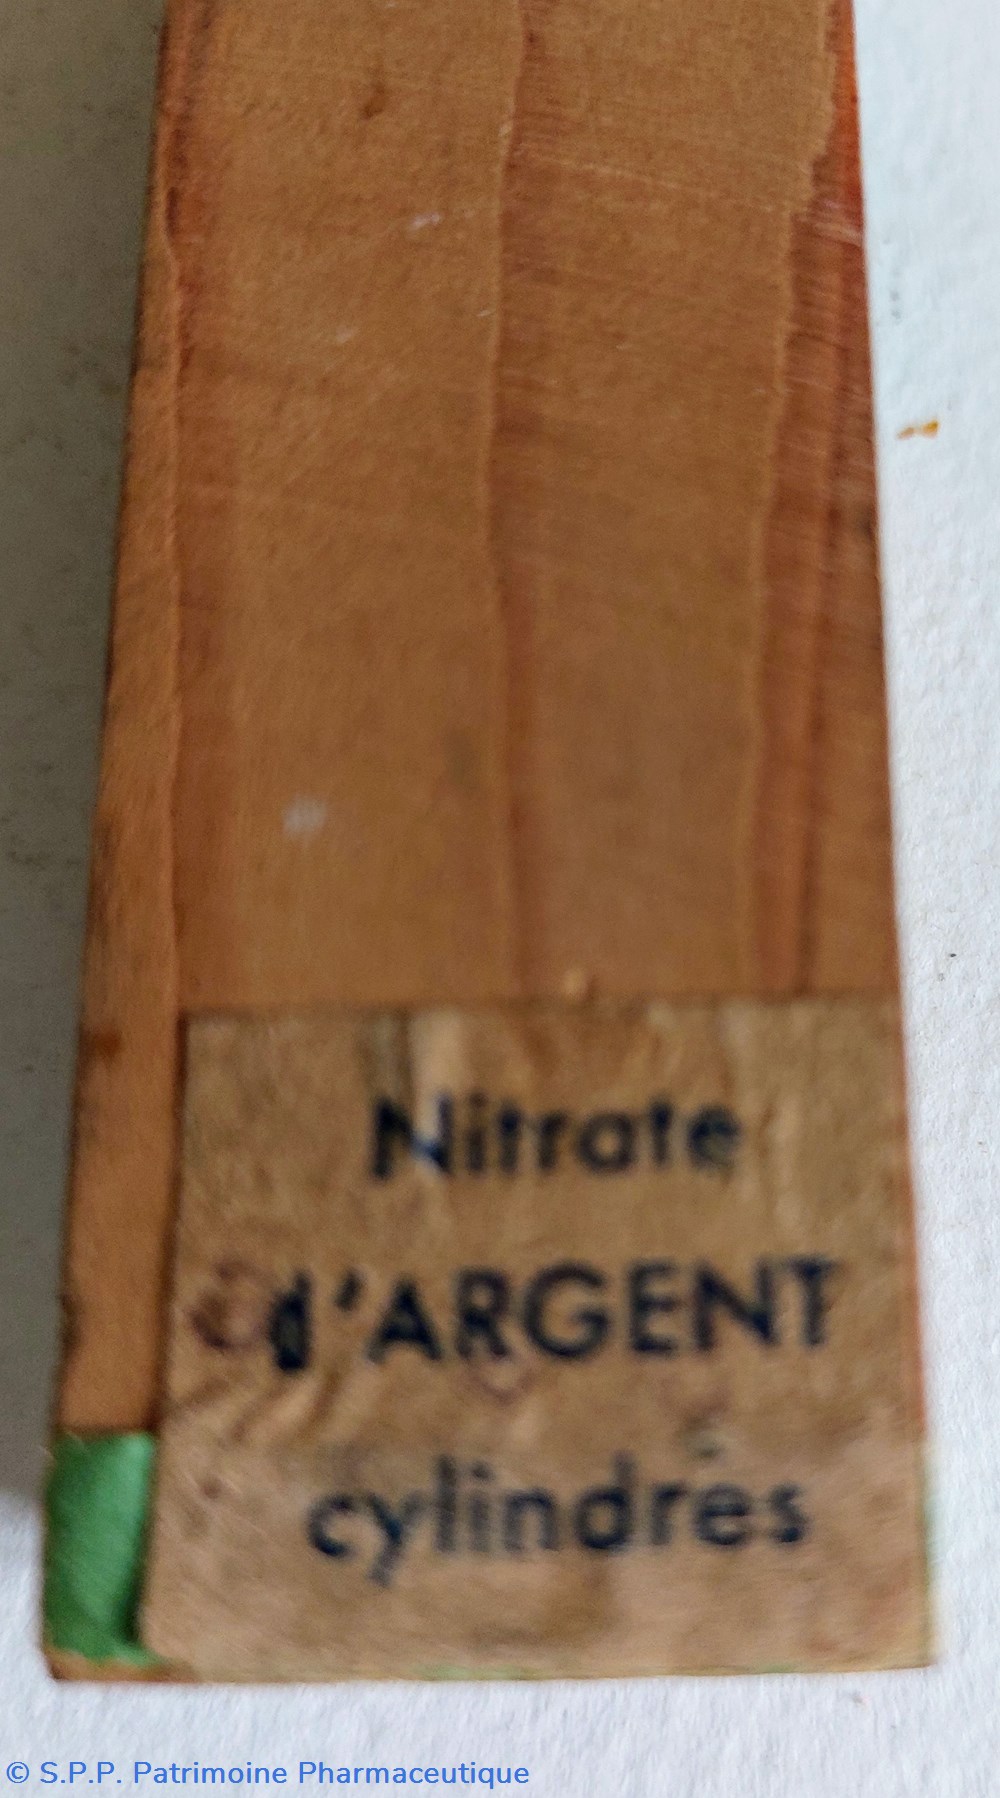 Nitrate
d'ARGENT
cylindres
© S.P.P. Patrimoine Pharmaceutique